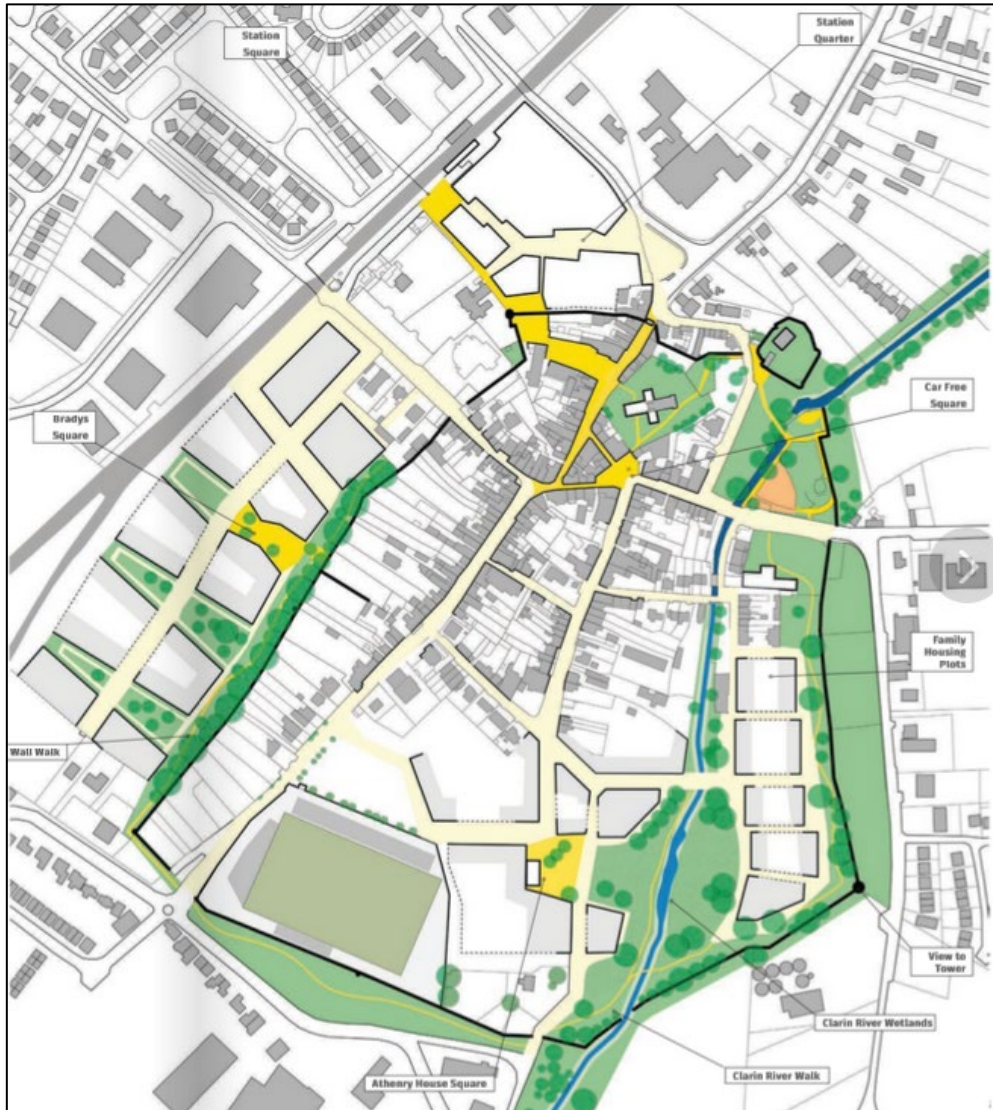 Station
Square
Station
Quarter
Bradys
Square
Car Free
Square
Family
Housing
Plots
Wall Walk
View to
Tower
Clarin River Wetlands
Clarin River Walk
Athenry House Square